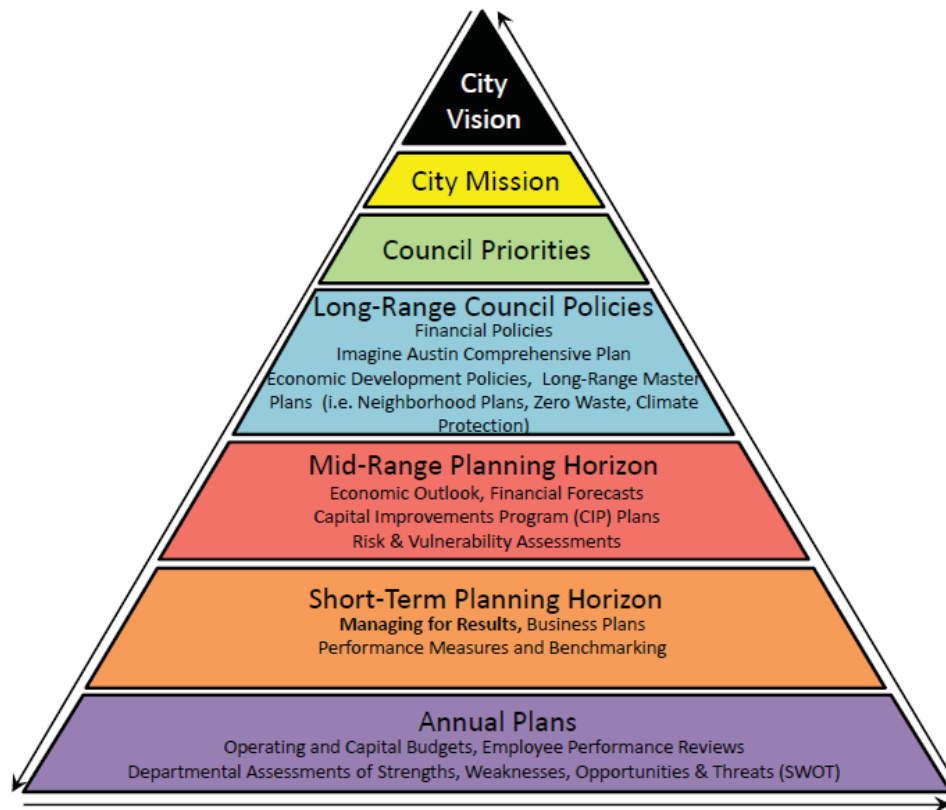 City
Vision
City Mission
Council Priorities
Long-Range Council Policies
Financial Policies
Imagine Austin Comprehensive Plan
Economic Development Policies, Long-Range Master
Plans (i.e. Neighborhood Plans, Zero Waste, Climate
Protection)
Mid-Range Planning Horizon
Economic Outlook, Financial Forecasts
Capital Improvements Program (CIP) Plans
Risk & Vulnerability Assessments
Short-Term Planning Horizon
Managing for Results, Business Plans
Performance Measures and Benchmarking
Annual Plans
Operating and Capital Budgets, Employee Performance Reviews
Departmental Assessments of Strengths, Weaknesses, Opportunities & Threats (SWOT)